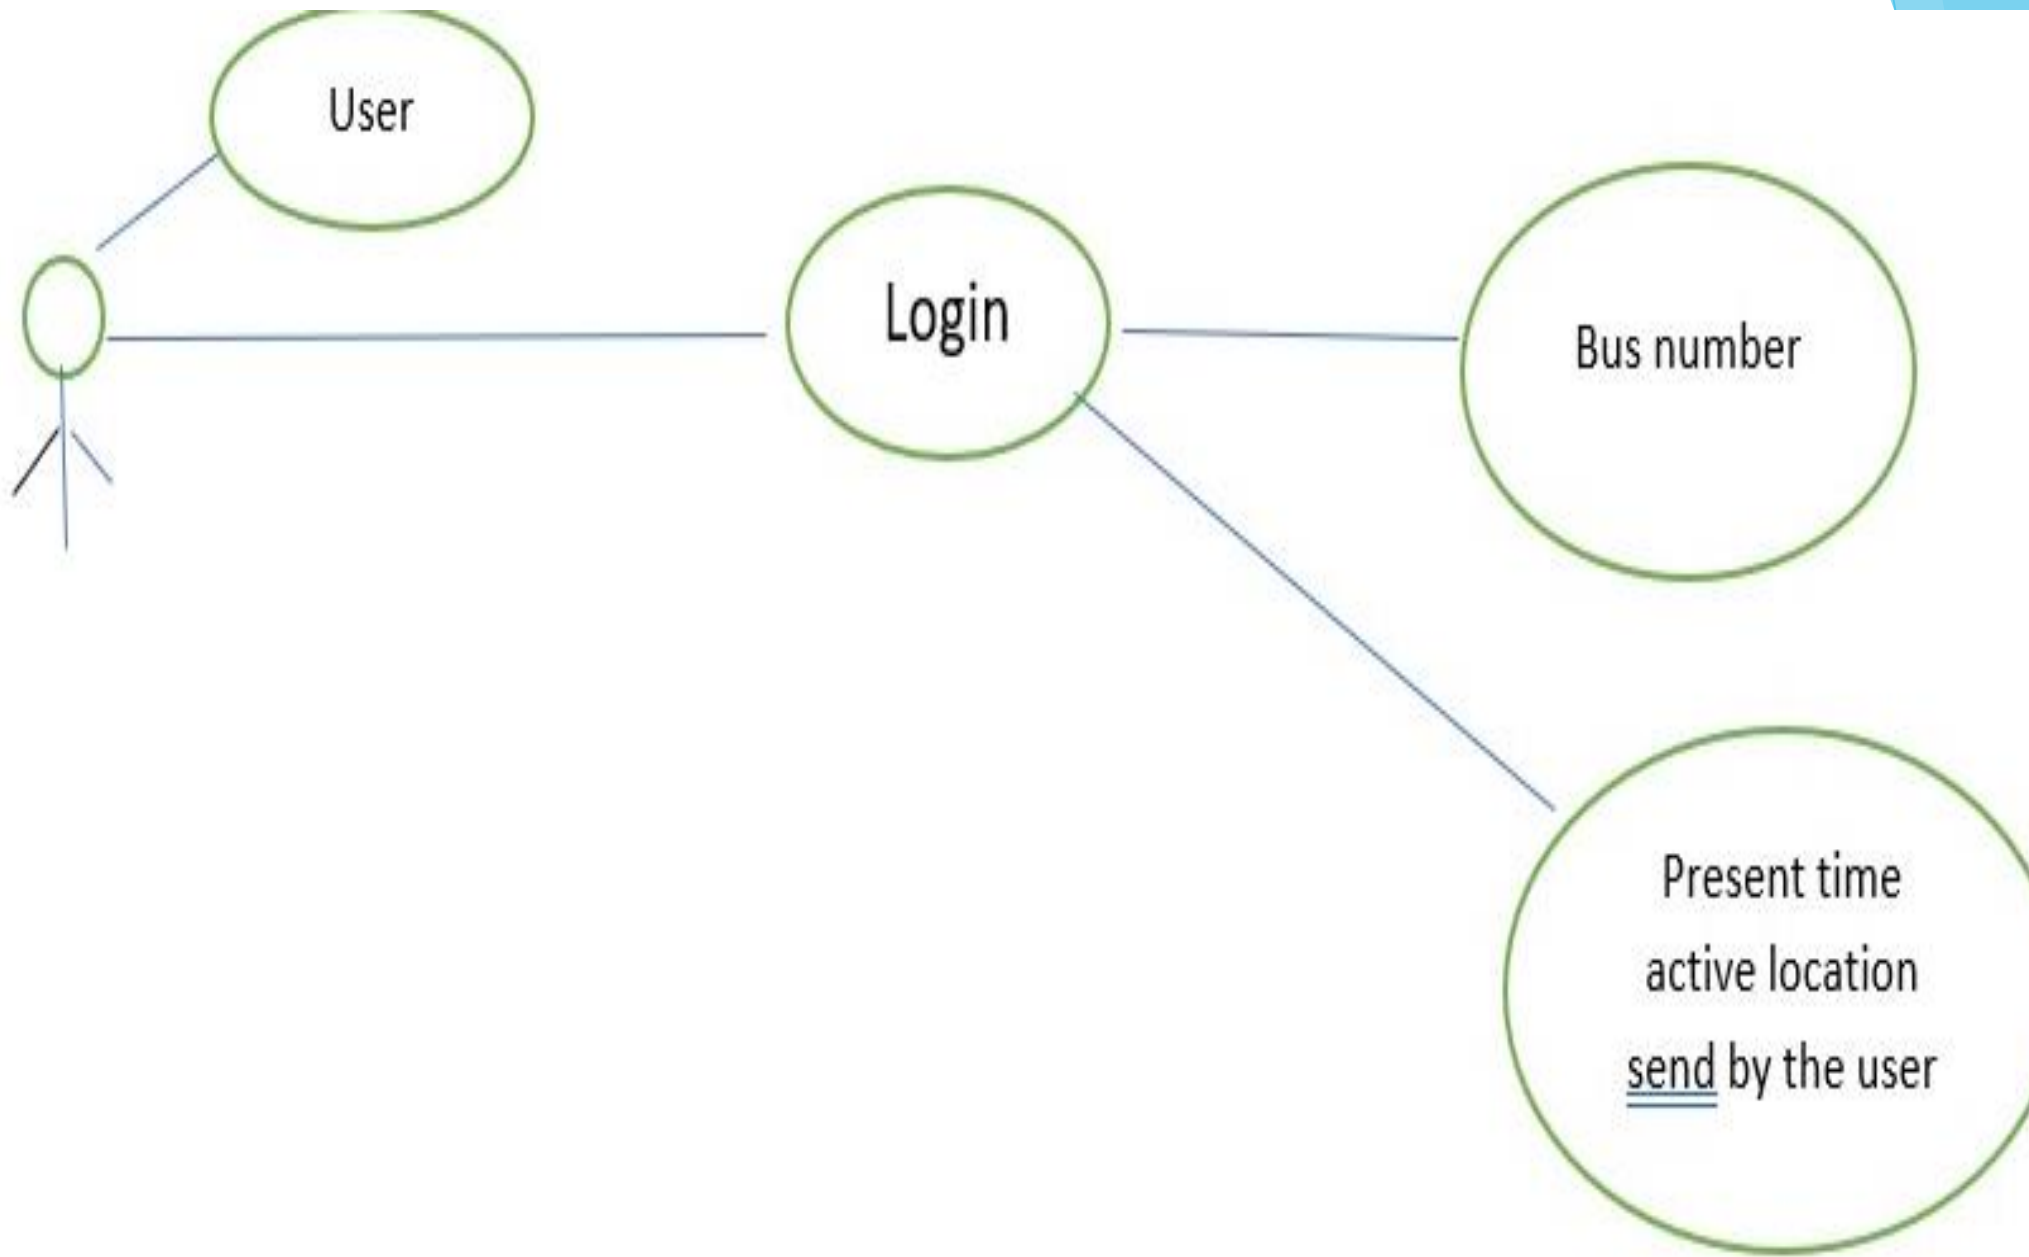 User
Login
Bus number
Present time
active location
send by the user